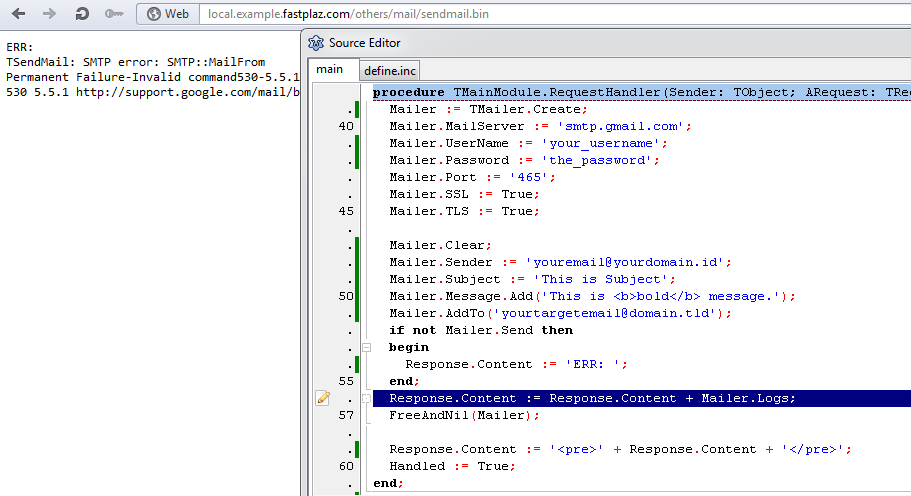 Web local.example.fastplaz.com/others/mail/sendmail.bin
ERR:
TSendMail: SMTP error: SMTP::MailFrom
Permanent Failure-Invalid command530-5.5.1
530 5.5.1 http://support.google.com/mail/b
Source Editor
main define.inc
procedure TMainModule.RequestHandler(Sender: TObject; ARequest: TReq
. Mailer := TMailer.Create;
40 Mailer.MailServer := 'smtp.gmail.com';
. Mailer.UserName := 'your_username';
. Mailer.Password := 'the_password';
. Mailer.Port := '465';
. Mailer.SSL := True;
45 Mailer.TLS := True;
.
. Mailer.Clear;
. Mailer.Sender := 'youremail@yourdomain.id';
. Mailer.Subject := 'This is Subject';
50 Mailer.Message.Add('This is <b>bold</b> message.');
. Mailer.AddTo('yourtargetemail@domain.tld');
. if not Mailer.Send then
. begin
. Response.Content := 'ERR: ';
55 end;
. Response.Content := Response.Content + Mailer.Logs;
57 FreeAndNil(Mailer);
.
. Response.Content := '<pre>' + Response.Content + '</pre>';
60 Handled := True;
. end;